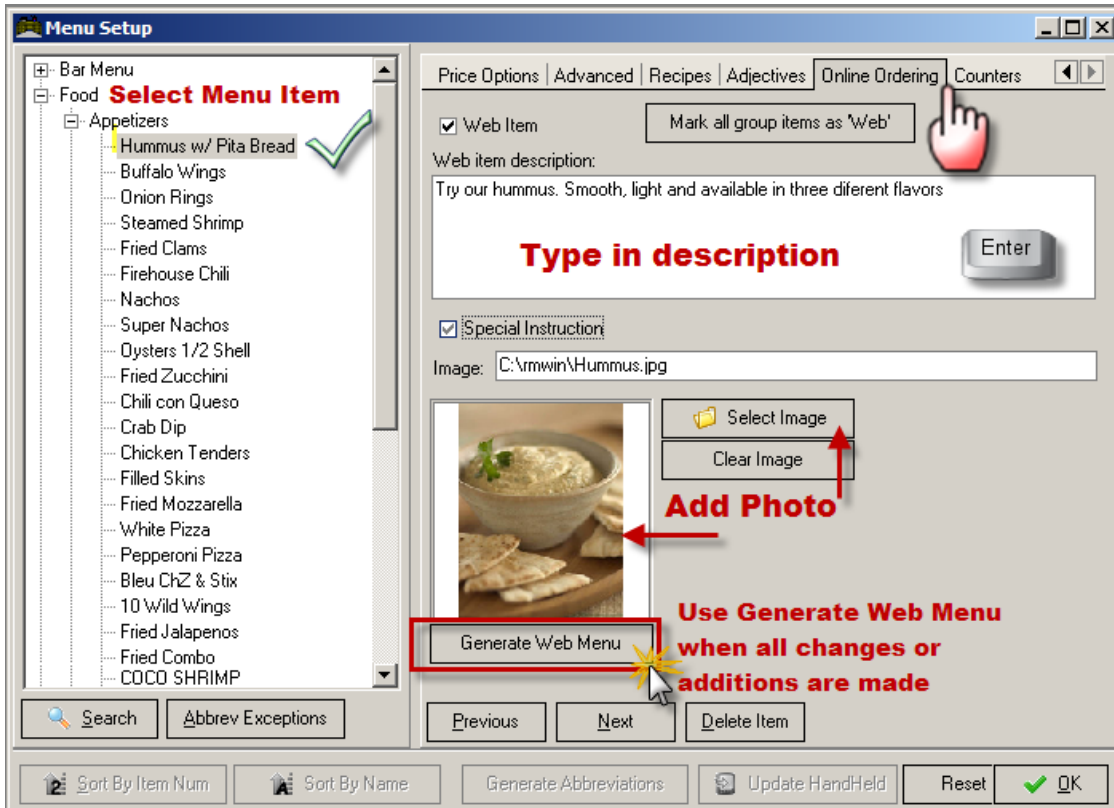 Menu Setup
Bar Menu
Food Select Menu Item
Appetizers
Hummus w/ Pita Bread
Buffalo Wings
Onion Rings
Steamed Shrimp
Fried Clams
Firehouse Chili
Nachos
Super Nachos
Oysters 1/2 Shell
Fried Zucchini
Chili con Queso
Crab Dip
Chicken Tenders
Filled Skins
Fried Mozzarella
White Pizza
Pepperoni Pizza
Bleu ChZ & Stix
10 Wild Wings
Fried Jalapenos
Fried Combo
COCO SHRIMP
Search Abbrev Exceptions
Price Options Advanced Recipes Adjectives Online Ordering Counters
Web Item Mark all group items as 'Web'
Web item description:
Try our hummus. Smooth, light and available in three diferent flavors
Type in description Enter
Special Instruction
Image: C:\rmwin\Hummus.jpg
Select Image
Clear Image
Add Photo
Generate Web Menu
Use Generate Web Menu
when all changes or
additions are made
Previous Next Delete Item
2 Sort By Item Num A Sort By Name Generate Abbreviations Update HandHeld Reset OK